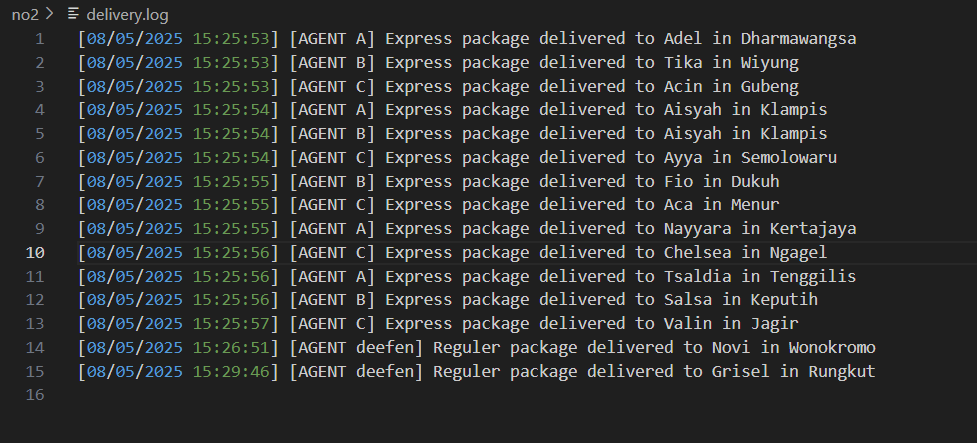 no2 > delivery.log
1 [08/05/2025 15:25:53] [AGENT A] Express package delivered to Adel in Dharmawangsa
2 [08/05/2025 15:25:53] [AGENT B] Express package delivered to Tika in Wiyung
3 [08/05/2025 15:25:53] [AGENT C] Express package delivered to Acin in Gubeng
4 [08/05/2025 15:25:54] [AGENT A] Express package delivered to Aisyah in Klampis
5 [08/05/2025 15:25:54] [AGENT B] Express package delivered to Aisyah in Klampis
6 [08/05/2025 15:25:54] [AGENT C] Express package delivered to Ayya in Semolowaru
7 [08/05/2025 15:25:55] [AGENT B] Express package delivered to Fio in Dukuh
8 [08/05/2025 15:25:55] [AGENT C] Express package delivered to Aca in Menur
9 [08/05/2025 15:25:55] [AGENT A] Express package delivered to Nayyara in Kertajaya
10 [08/05/2025 15:25:56] [AGENT C] Express package delivered to Chelsea in Ngagel
11 [08/05/2025 15:25:56] [AGENT A] Express package delivered to Tsaldia in Tenggilis
12 [08/05/2025 15:25:56] [AGENT B] Express package delivered to Salsa in Keputih
13 [08/05/2025 15:25:57] [AGENT C] Express package delivered to Valin in Jagir
14 [08/05/2025 15:26:51] [AGENT deefen] Reguler package delivered to Novi in Wonokromo
15 [08/05/2025 15:29:46] [AGENT deefen] Reguler package delivered to Grisel in Rungkut
16